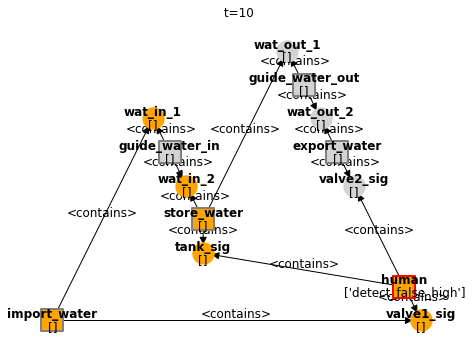 t=10
wat_out_1
[]
<contains>
guide_water_out
[]
<contains>
wat_in_1
[]
wat_out_2
[]
<contains>
<contains>
<contains>
guide_water_in
[]
export_water
[]
<contains>
<contains>
wat_in_2
[]
valve2_sig
[]
<contains>
<contains>
store_water
[]
<contains>
<contains>
tank_sig
[]
<contains>
human
['detect_false_high']
<contains>
import_water
[]
<contains>
valve1_sig
[]